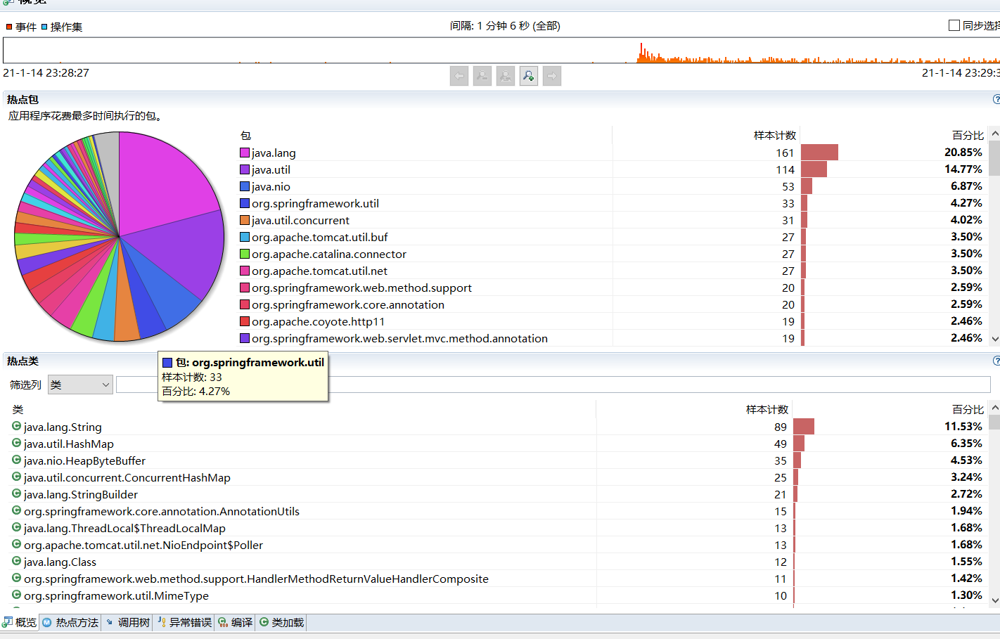 概览
事件 操作集 间隔: 1 分钟 6 秒 (全部) 同步选择
21-1-14 23:28:27 21-1-14 23:29:3
热点包
应用程序花费最多时间执行的包。
包 样本计数 百分比
java.lang 161 20.85%
java.util 114 14.77%
java.nio 53 6.87%
org.springframework.util 33 4.27%
java.util.concurrent 31 4.02%
org.apache.tomcat.util.buf 27 3.50%
org.apache.catalina.connector 27 3.50%
org.apache.tomcat.util.net 27 3.50%
org.springframework.web.method.support 20 2.59%
org.springframework.core.annotation 20 2.59%
org.apache.coyote.http11 19 2.46%
org.springframework.web.servlet.mvc.method.annotation 19 2.46%
包: org.springframework.util
样本计数: 33
百分比: 4.27%
热点类
筛选列 类
类 样本计数 百分比
java.lang.String 89 11.53%
java.util.HashMap 49 6.35%
java.nio.HeapByteBuffer 35 4.53%
java.util.concurrent.ConcurrentHashMap 25 3.24%
java.lang.StringBuilder 21 2.72%
org.springframework.core.annotation.AnnotationUtils 15 1.94%
java.lang.ThreadLocal$ThreadLocalMap 13 1.68%
org.apache.tomcat.util.net.NioEndpoint$Poller 13 1.68%
java.lang.Class 12 1.55%
org.springframework.web.method.support.HandlerMethodReturnValueHandlerComposite 11 1.42%
org.springframework.util.MimeType 10 1.30%
概览 热点方法 调用树 异常错误 编译 类加载